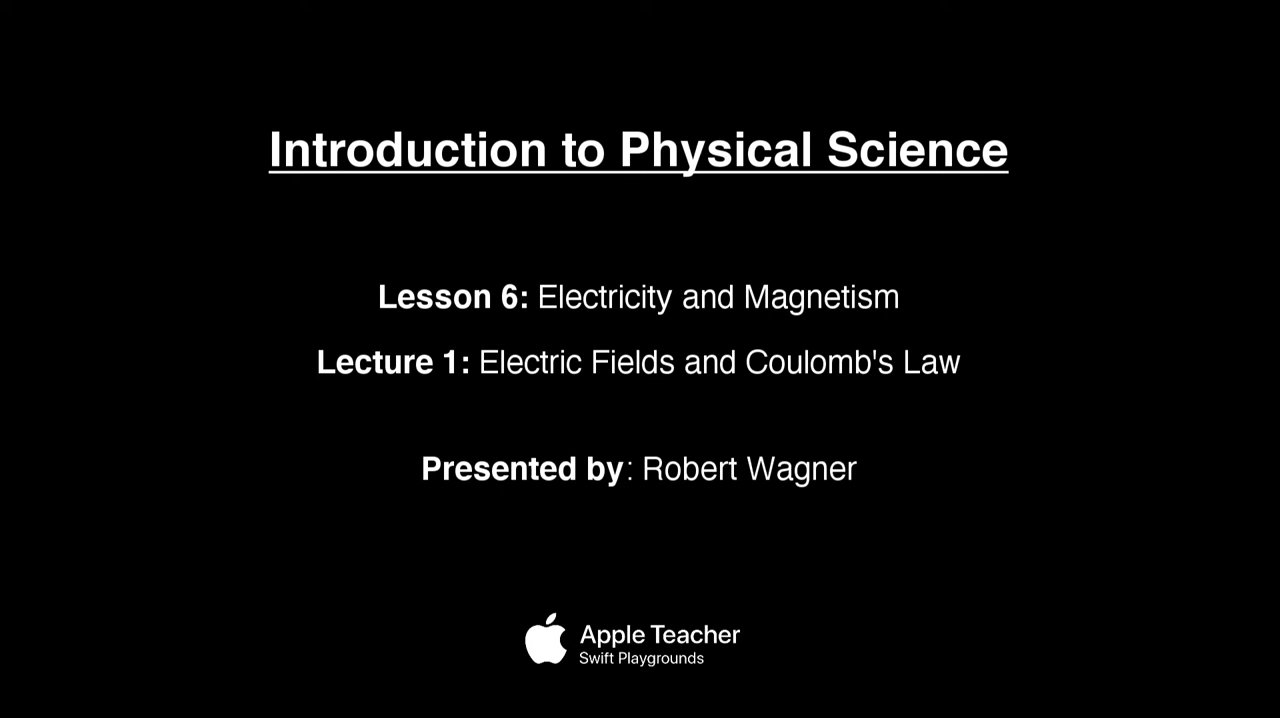 Introduction to Physical Science
Lesson 6: Electricity and Magnetism
Lecture 1: Electric Fields and Coulomb's Law
Presented by: Robert Wagner
Apple Teacher
Swift Playgrounds